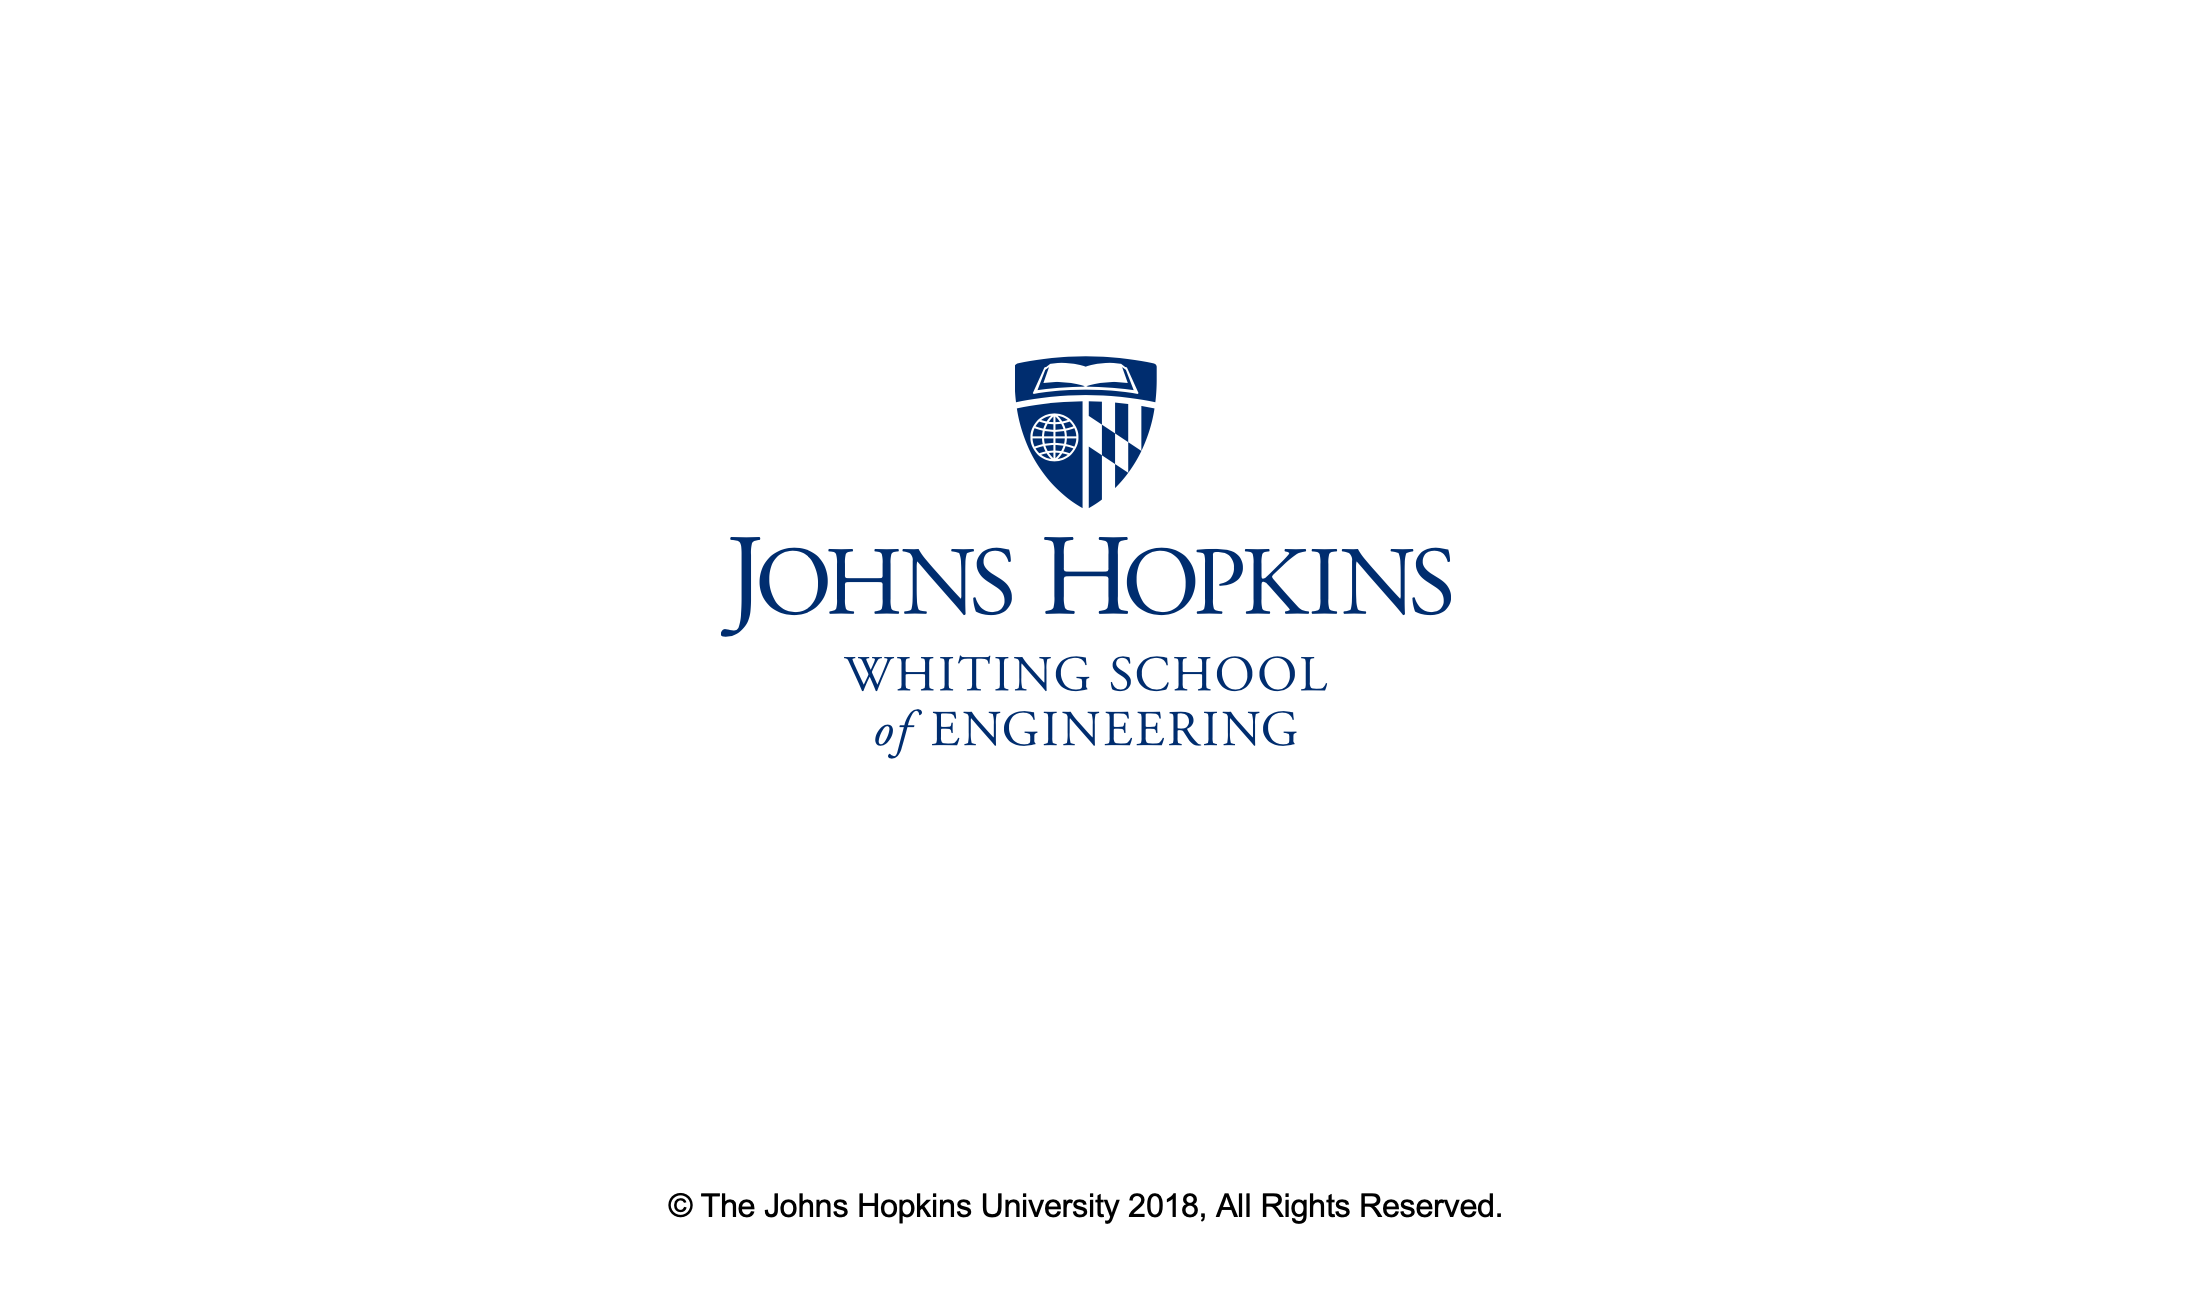 JOHNS HOPKINS
WHITING SCHOOL
of ENGINEERING
© The Johns Hopkins University 2018, All Rights Reserved.